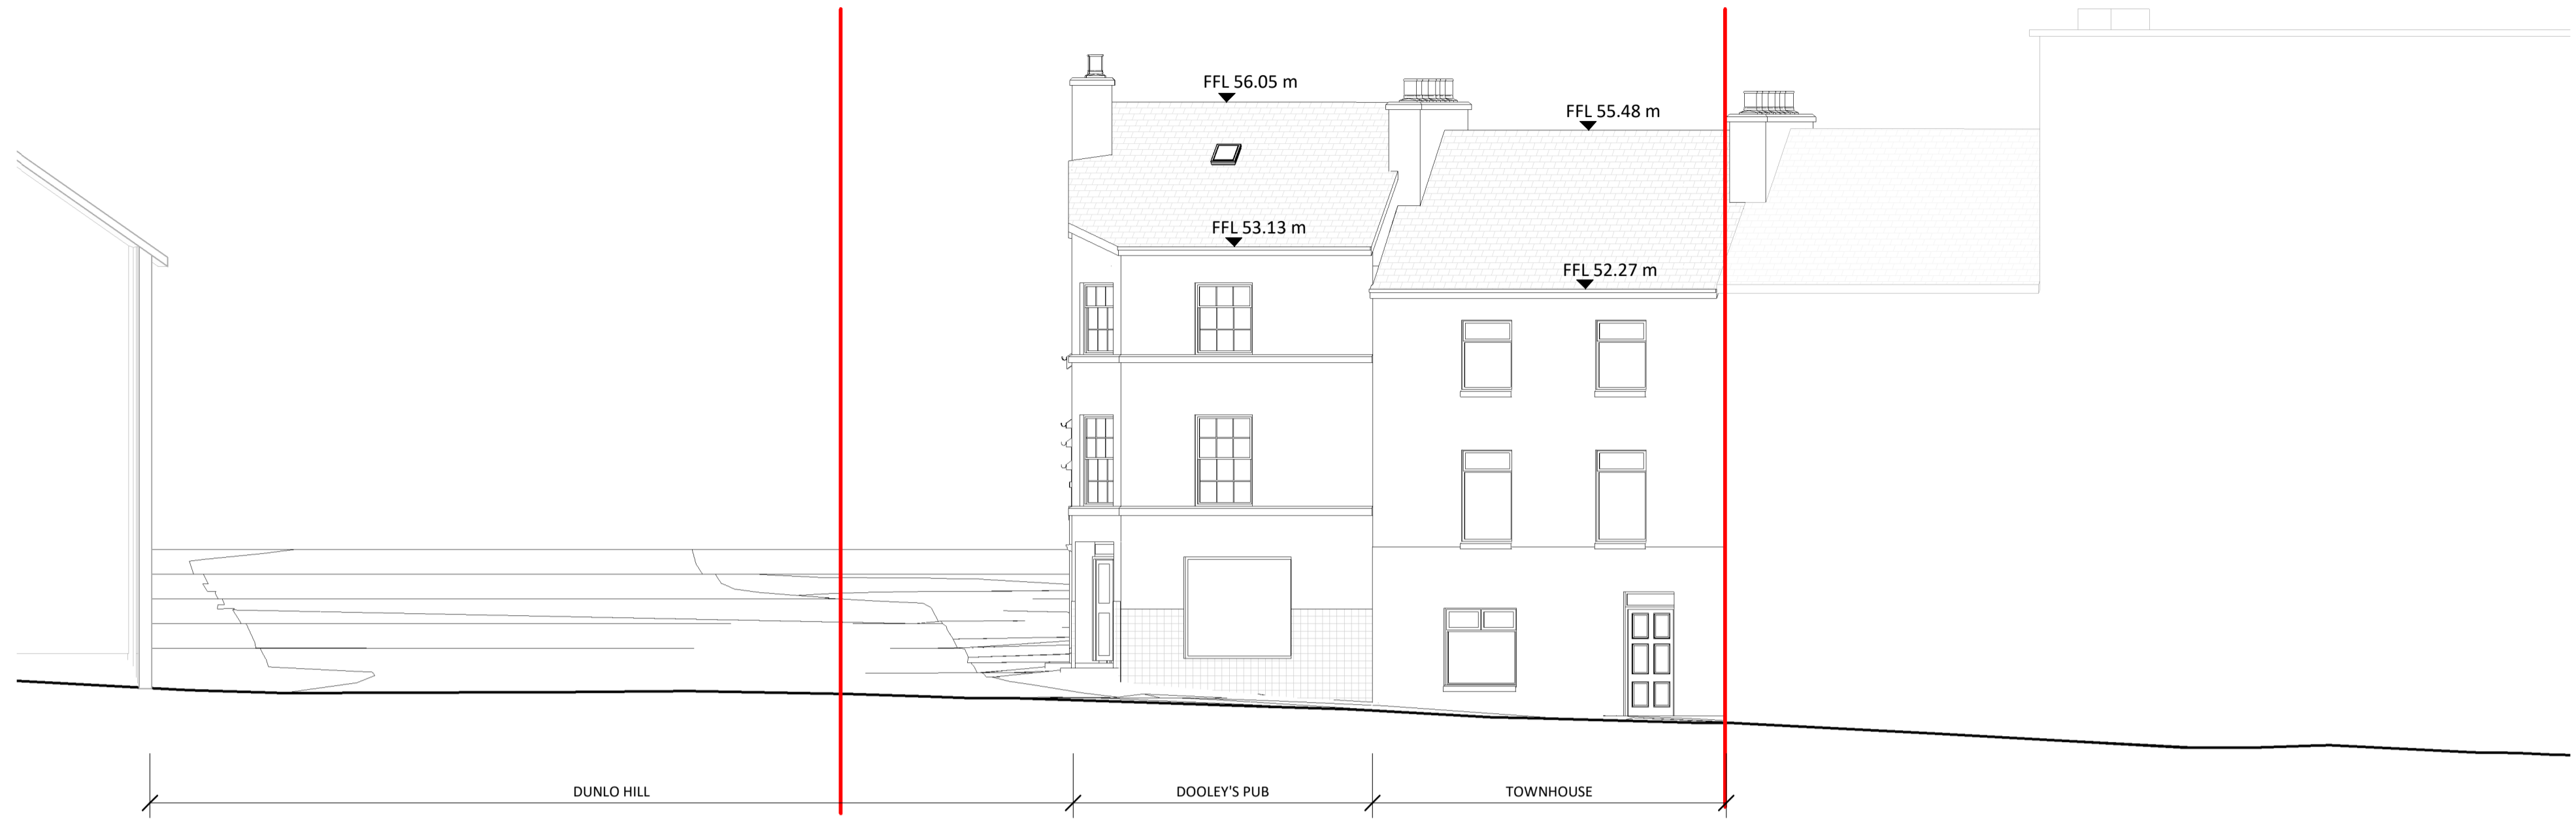 FFL 56.05 m
FFL 55.48 m
FFL 53.13 m
FFL 52.27 m
DUNLO HILL
DOOLEY'S PUB
TOWNHOUSE